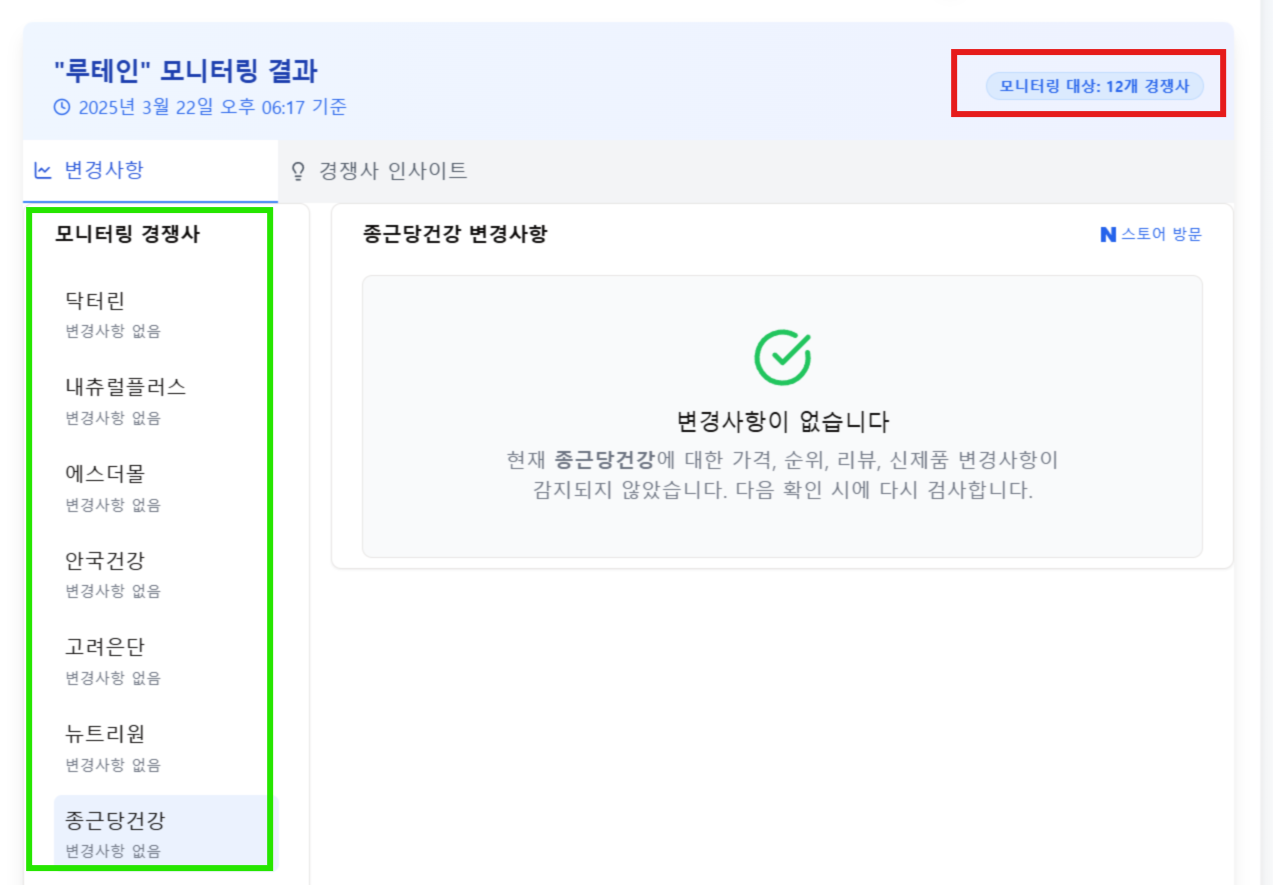 "루테인" 모니터링 결과
2025년 3월 22일 오후 06:17 기준
모니터링 대상: 12개 경쟁사
변경사항
경쟁사 인사이트
모니터링 경쟁사
닥터린
변경사항 없음
내츄럴플러스
변경사항 없음
에스더몰
변경사항 없음
안국건강
변경사항 없음
고려은단
변경사항 없음
뉴트리원
변경사항 없음
종근당건강
변경사항 없음
종근당건강 변경사항
N 스토어 방문
변경사항이 없습니다
현재 종근당건강에 대한 가격, 순위, 리뷰, 신제품 변경사항이
감지되지 않았습니다. 다음 확인 시에 다시 검사합니다.